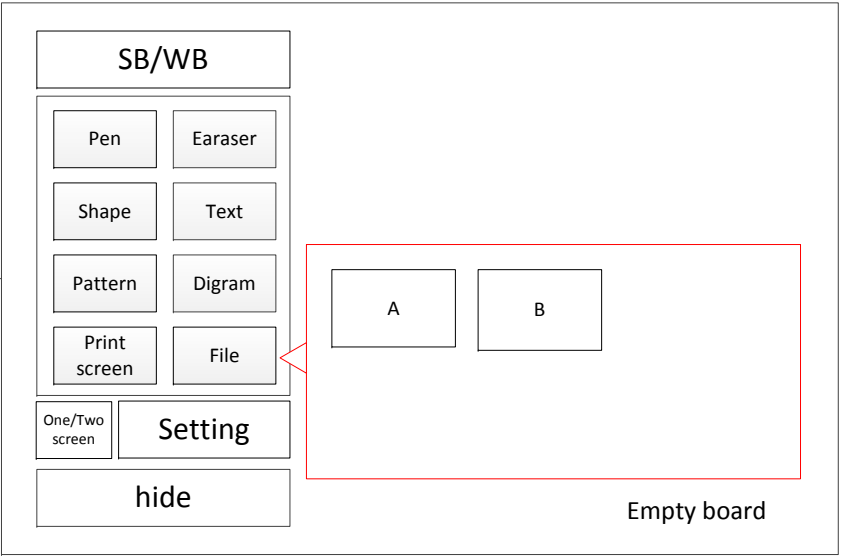 SB/WB
Pen
Earaser
Shape
Text
Pattern
Digram
Print
screen
File
A
B
One/Two
screen
Setting
hide
Empty board